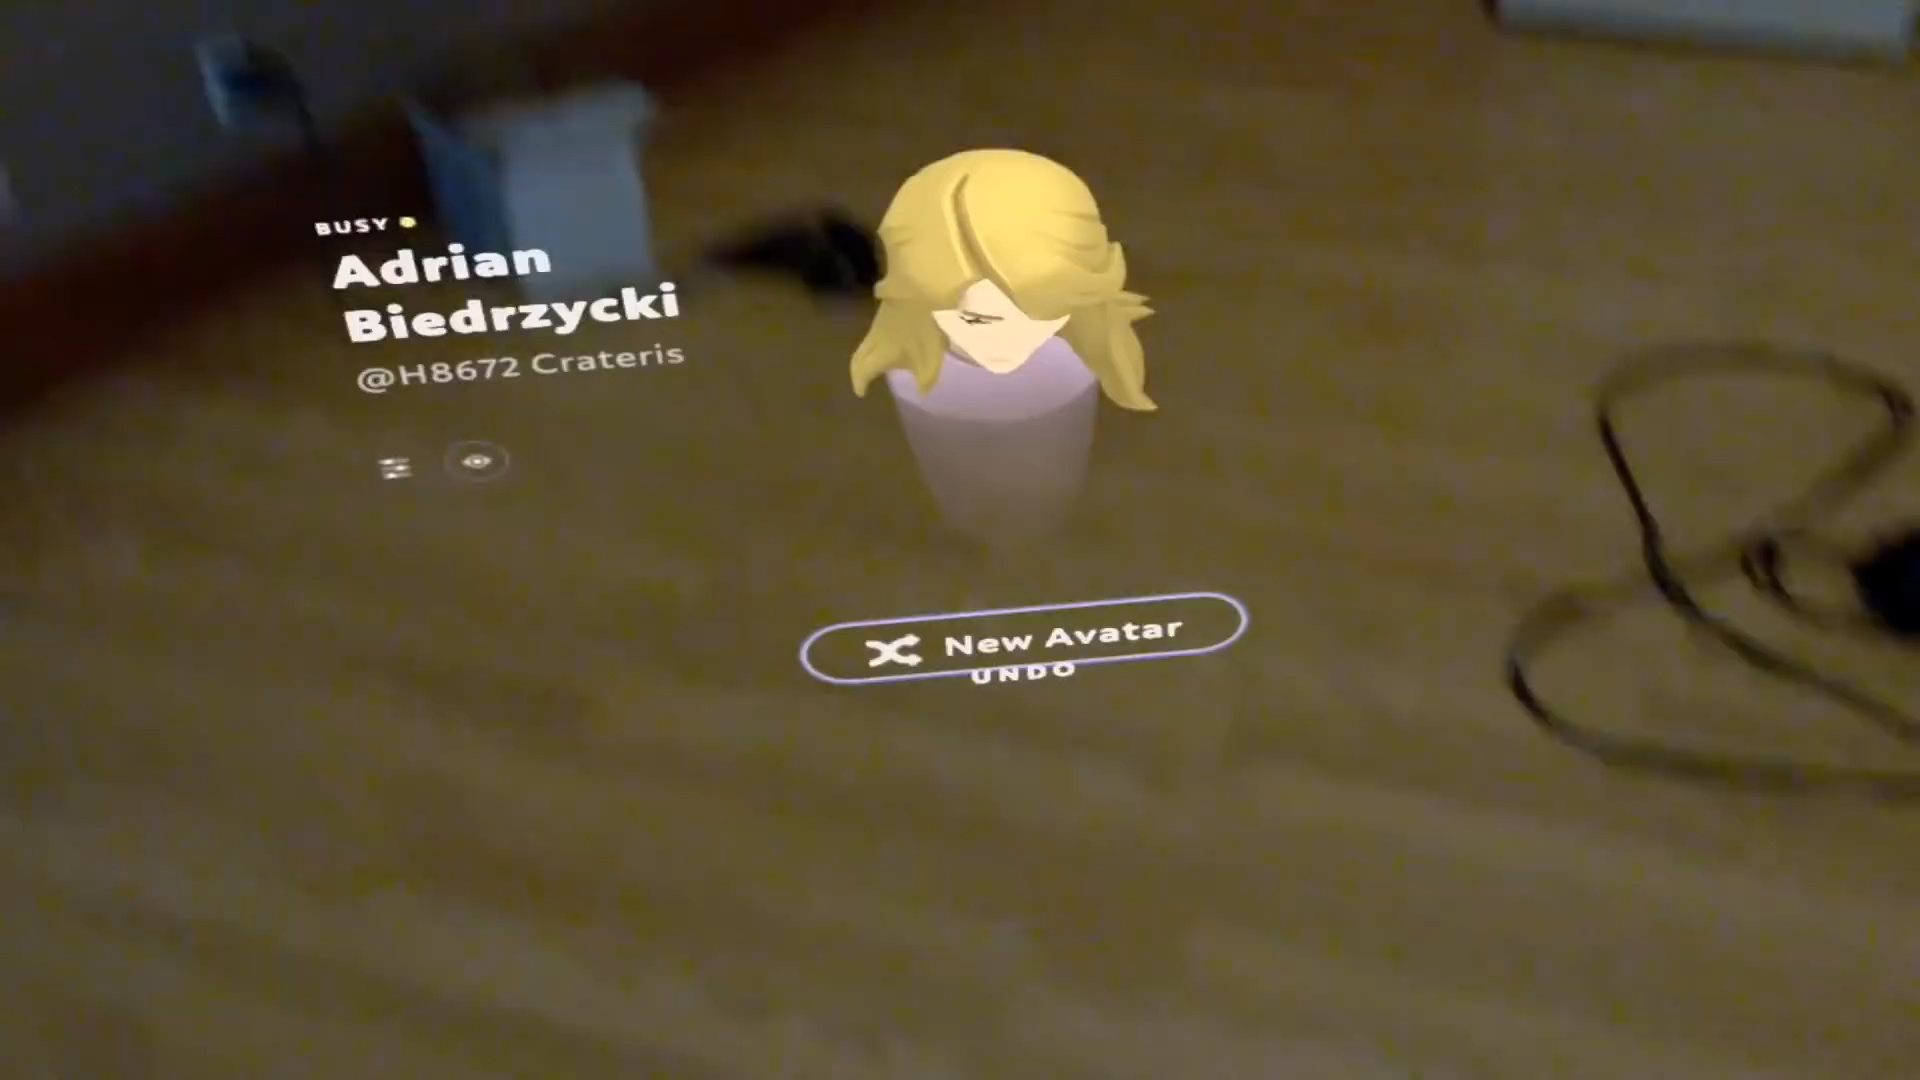 BUSY
Adrian
Biedrzycki
@H8672 Crateris
New Avatar
UNDO